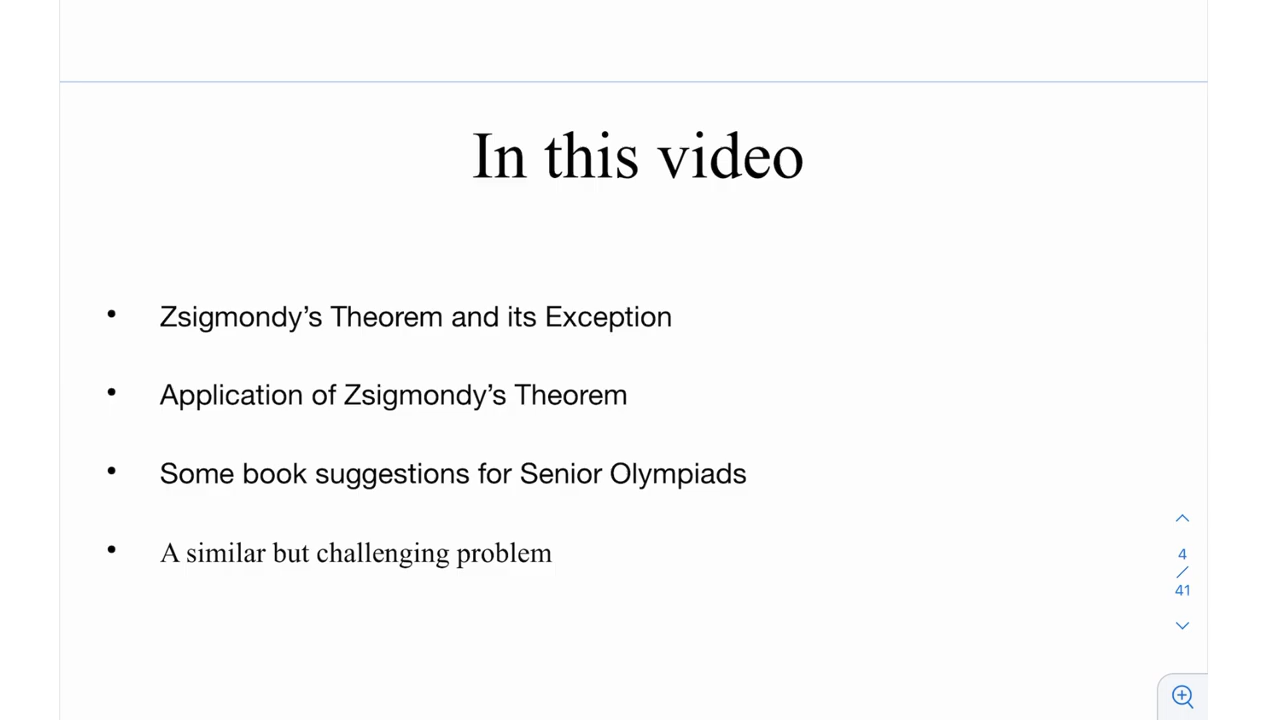 In this video
• Zsigmondy’s Theorem and its Exception
• Application of Zsigmondy’s Theorem
• Some book suggestions for Senior Olympiads
• A similar but challenging problem
4
/
41